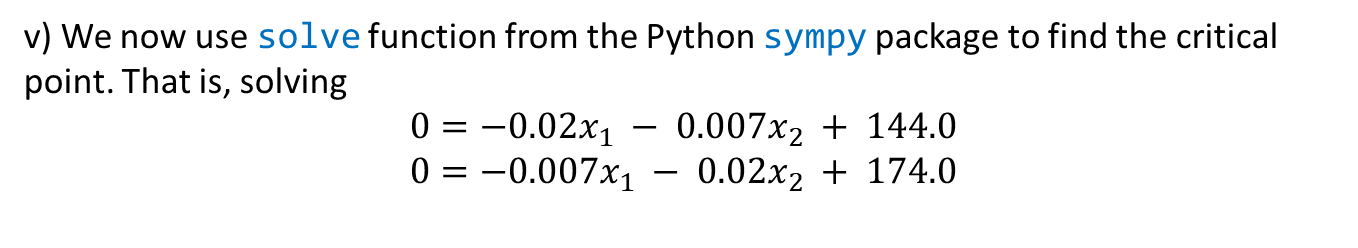 v) We now use solve function from the Python sympy package to find the critical
point. That is, solving
0 = −0.02x₁ − 0.007x₂ + 144.0
0 = −0.007x₁ − 0.02x₂ + 174.0